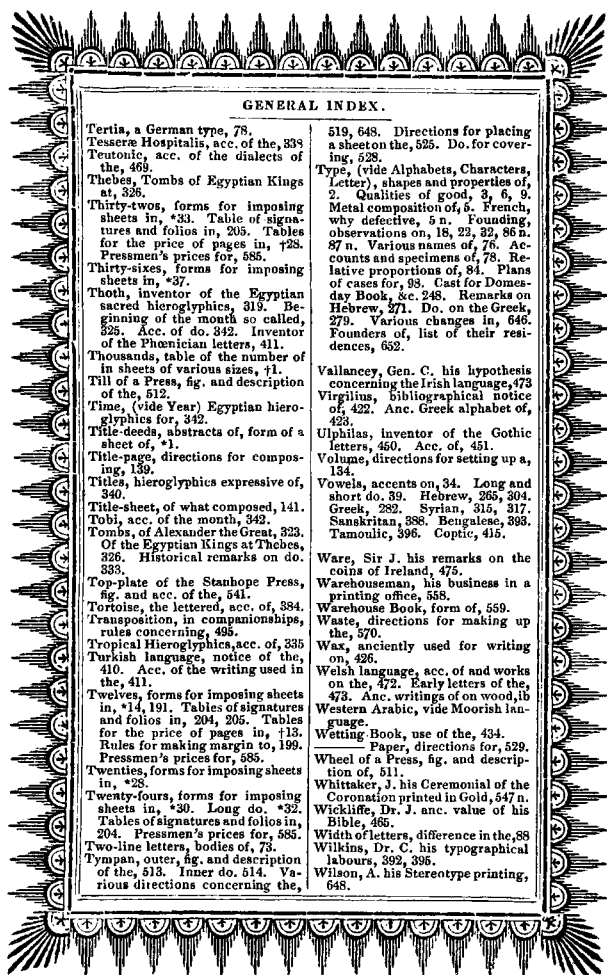 GENERAL INDEX.
Tertia, a German type, 78.
Tesseræ Hospitalis, acc. of the, 338
Teutonic, acc. of the dialects of
the, 469.
Thebes, Tombs of Egyptian Kings
at, 326.
Thirty-twos, forms for imposing
sheets in, *33. Table of signa-
tures and folios in, 205. Tables
for the price of pages in, †28.
Pressmen's prices for, 585.
Thirty-sixes, forms for imposing
sheets in, *37.
Thoth, inventor of the Egyptian
sacred hieroglyphics, 319. Be-
ginning of the month so called,
325. Acc. of do. 342. Inventor
of the Phœnician letters, 411.
Thousands, table of the number of
in sheets of various sizes, †1.
Till of a Press, fig. and description
of the, 512.
Time, (vide Year) Egyptian hiero-
glyphics for, 342.
Title-deeds, abstracts of, form of a
sheet of, *1.
Title-page, directions for compos-
ing, 139.
Titles, hieroglyphics expressive of,
340.
Title-sheet, of what composed, 141.
Tobi, acc. of the month, 342.
Tombs, of Alexander the Great, 323.
Of the Egyptian Kings at Thebes,
326. Historical remarks on do.
333.
Top-plate of the Stanhope Press,
fig. and acc. of the, 541.
Tortoise, the lettered, acc. of, 384.
Transposition, in companionships,
rules concerning, 495.
Tropical Hieroglyphics,acc. of, 335
Turkish language, notice of the,
410. Acc. of the writing used in
the, 411.
Twelves, forms for imposing sheets
in, *14, 191. Tables of signatures
and folios in, 204, 205. Tables
for the price of pages in, †13.
Rules for making margin to, 199.
Pressmen's prices for, 585.
Twenties, forms for imposing sheets
in, *28.
Twenty-fours, forms for imposing
sheets in, *30. Long do. *32.
Tables of signatures and folios in,
204. Pressmen's prices for, 585.
Two-line letters, bodies of, 73.
Tympan, outer, fig. and description
of the, 513. Inner do. 514. Va-
rious directions concerning the,
519, 648. Directions for placing
a sheet on the, 525. Do. for cover-
ing, 528.
Type, (vide Alphabets, Characters,
Letter), shapes and properties of,
2. Qualities of good, 3, 6, 9.
Metal composition of, 5. French,
why defective, 5 n. Founding,
observations on, 18, 22, 32, 86 n.
87 n. Various names of, 76. Ac-
counts and specimens of, 78. Re-
lative proportions of, 84. Plans
of cases for, 98. Cast for Domes-
day Book, &c. 248. Remarks on
Hebrew, 271. Do. on the Greek,
279. Various changes in, 646.
Founders of, list of their resi-
dences, 652.
Vallancey, Gen. C. his hypothesis
concerning the Irish language, 473
Virgilius, bibliographical notice
of, 422. Anc. Greek alphabet of,
423.
Ulphilas, inventor of the Gothic
letters, 450. Acc. of, 451.
Volume, directions for setting up a,
134.
Vowels, accents on, 34. Long and
short do. 39. Hebrew, 265, 304.
Greek, 282. Syrian, 315, 317.
Sanskritan, 388. Bengalese, 393.
Tamoulic, 396. Coptic, 415.
Ware, Sir J. his remarks on the
coins of Ireland, 475.
Warehouseman, his business in a
printing office, 558.
Warehouse Book, form of, 559.
Waste, directions for making up
the, 570.
Wax, anciently used for writing
on, 426.
Welsh language, acc. of and works
on the, 472. Early letters of the,
473. Anc. writings of on wood, ib
Western Arabic, vide Moorish lan-
guage.
Wetting Book, use of the, 434.
—— Paper, directions for, 529.
Wheel of a Press, fig. and descrip-
tion of, 511.
Whittaker, J. his Ceremonial of the
Coronation printed in Gold, 547 n.
Wickliffe, Dr. J. anc. value of his
Bible, 465.
Width of letters, difference in the, 88
Wilkins, Dr. C. his typographical
labours, 392, 395.
Wilson, A. his Stereotype printing,
648.